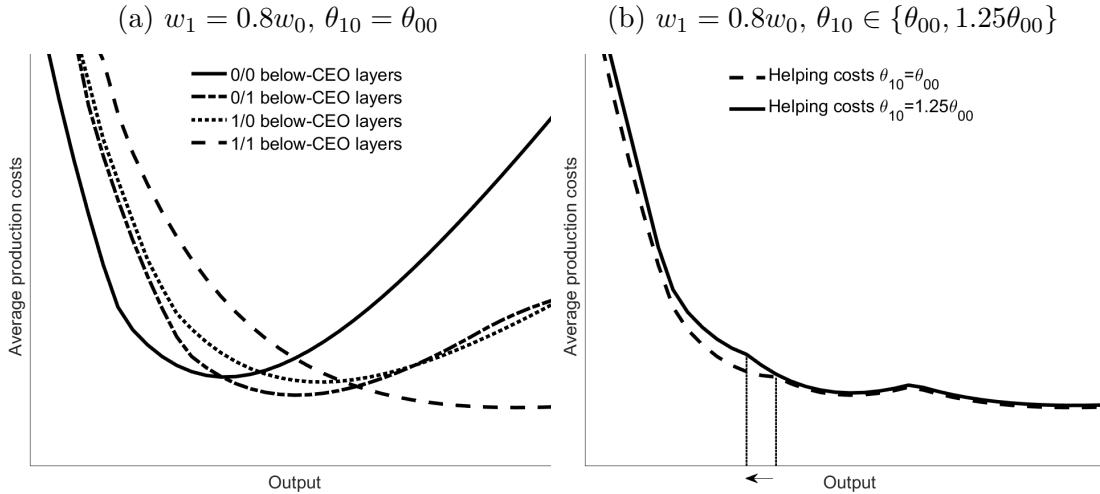 (a) w₁ = 0.8w₀, θ₁₀ = θ₀₀
Average production costs
0/0 below-CEO layers
0/1 below-CEO layers
1/0 below-CEO layers
1/1 below-CEO layers
Output
(b) w₁ = 0.8w₀, θ₁₀ ∈ {θ₀₀, 1.25θ₀₀}
Average production costs
Helping costs θ₁₀=θ₀₀
Helping costs θ₁₀=1.25θ₀₀
Output